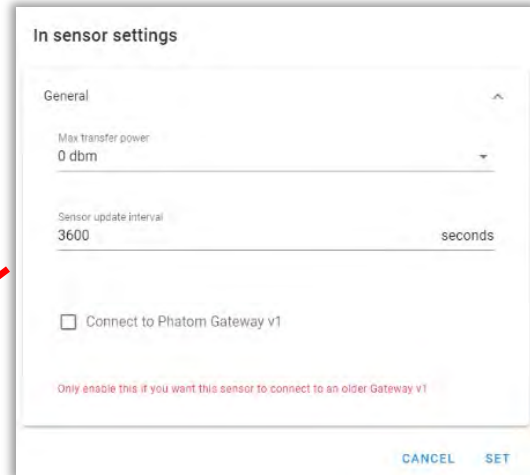 In sensor settings
General
Max transfer power
0 dbm
Sensor update interval
3600 seconds
Connect to Phatom Gateway v1
Only enable this if you want this sensor to connect to an older Gateway v1
CANCEL SET